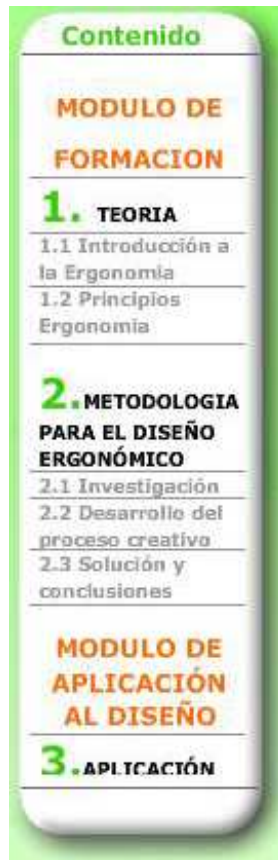 Contenido
MODULO DE
FORMACION
1. TEORIA
1.1 Introducción a
la Ergonomia
1.2 Principios
Ergonomia
2.METODOLOGIA
PARA EL DISEÑO
ERGONÓMICO
2.1 Investigación
2.2 Desarrollo del
proceso creativo
2.3 Solución y
conclusiones
MODULO DE
APLICACIÓN
AL DISEÑO
3.APLICACIÓN